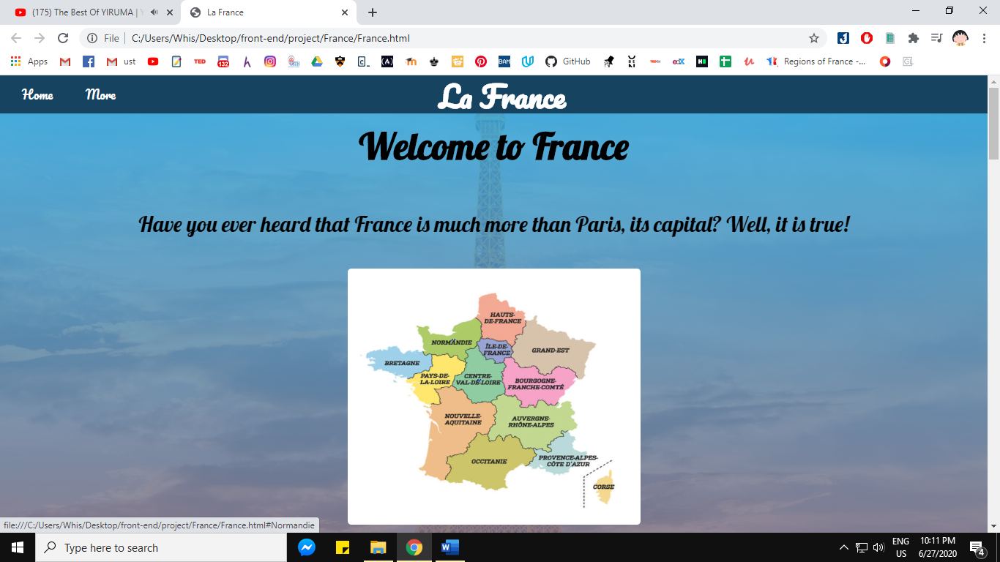 (175) The Best Of YIRUMA |
La France
File
C:/Users/Whis/Desktop/front-end/project/France/France.html
Apps
ust
TED
132
BAM
GitHub
edX
Regions of France -...
GL
Home
More
La France
Welcome to France
Have you ever heard that France is much more than Paris, its capital? Well, it is true!
HAUTS-
DE-FRANCE
NORMANDIE
ÎLE-DE-
FRANCE
GRAND-EST
BRETAGNE
PAYS-DE-
LA-LOIRE
CENTRE-
VAL-DE-LOIRE
BOURGOGNE-
FRANCHE-COMTÉ
NOUVELLE-
AQUITAINE
AUVERGNE-
RHÔNE-ALPES
OCCITANIE
PROVENCE-ALPES-
CÔTE D'AZUR
CORSE
file:///C:/Users/Whis/Desktop/front-end/project/France/France.html#Normandie
Type here to search
ENG
US
10:11 PM
6/27/2020
4